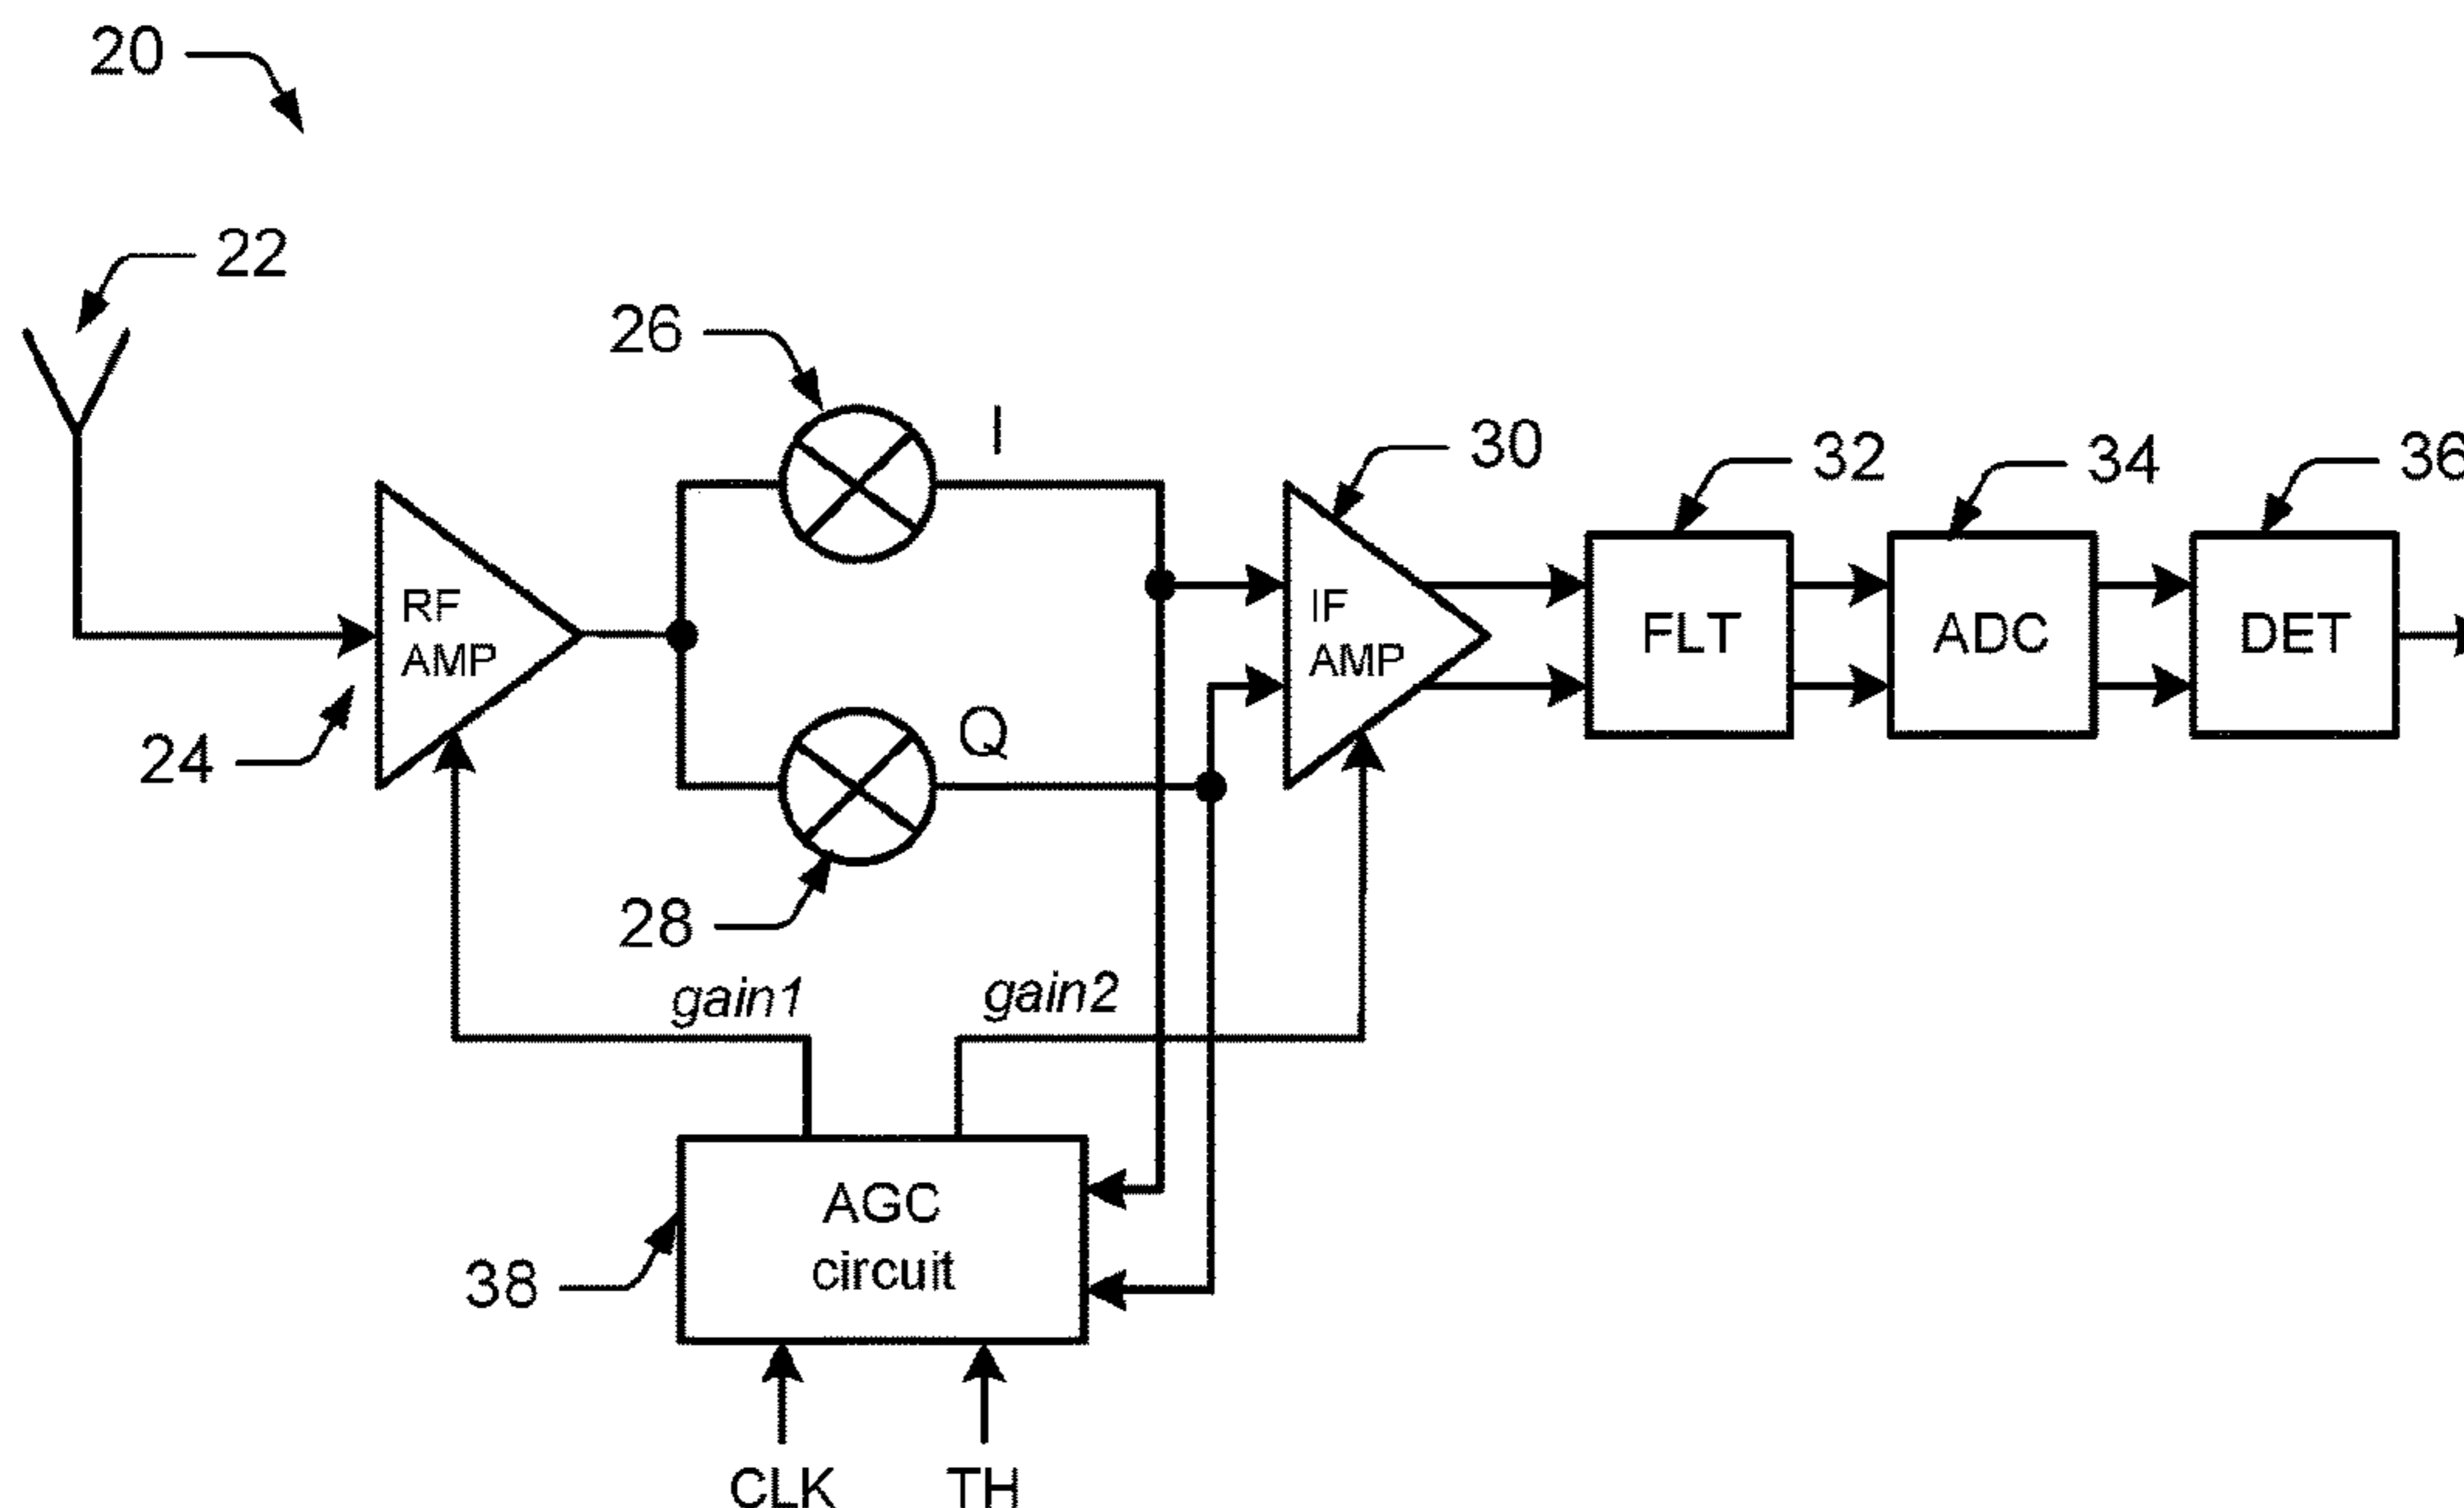 20
22
26
I
30
32
34
36
RF
AMP
IF
AMP
FLT
ADC
DET
24
Q
28
gain1
gain2
AGC
circuit
38
CLK
TH